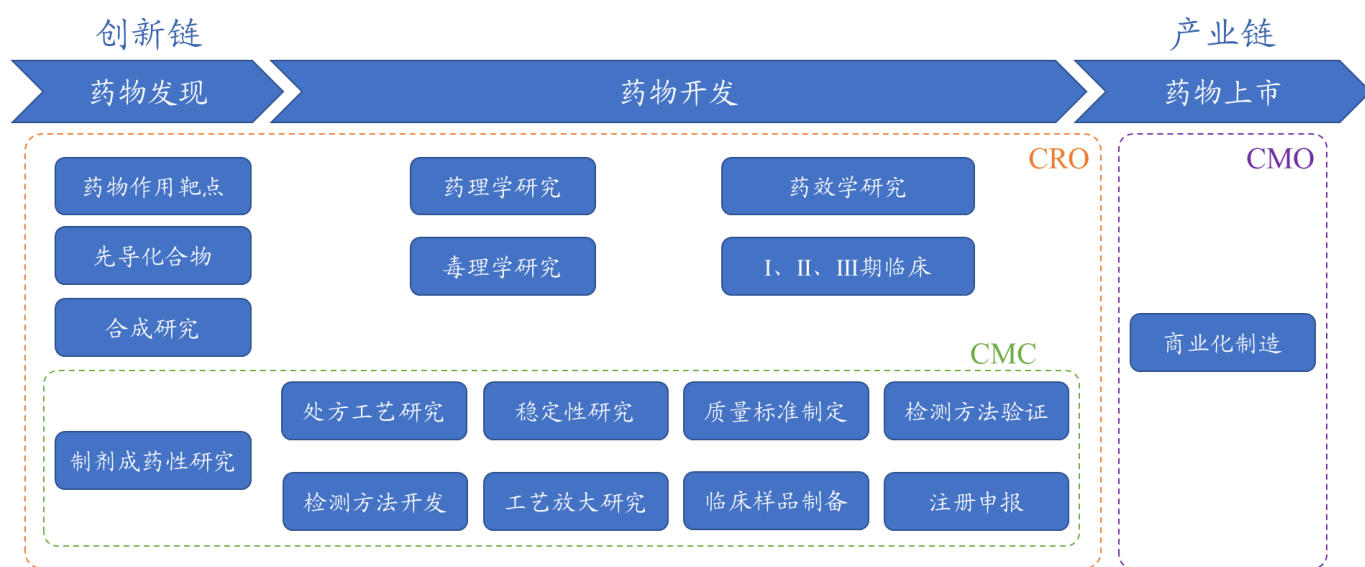 创新链
产业链
药物发现
药物开发
药物上市
CRO
CMO
药物作用靶点
药理学研究
药效学研究
先导化合物
毒理学研究
I、II、III期临床
合成研究
商业化制造
CMC
处方工艺研究
稳定性研究
质量标准制定
检测方法验证
制剂成药性研究
检测方法开发
工艺放大研究
临床样品制备
注册申报